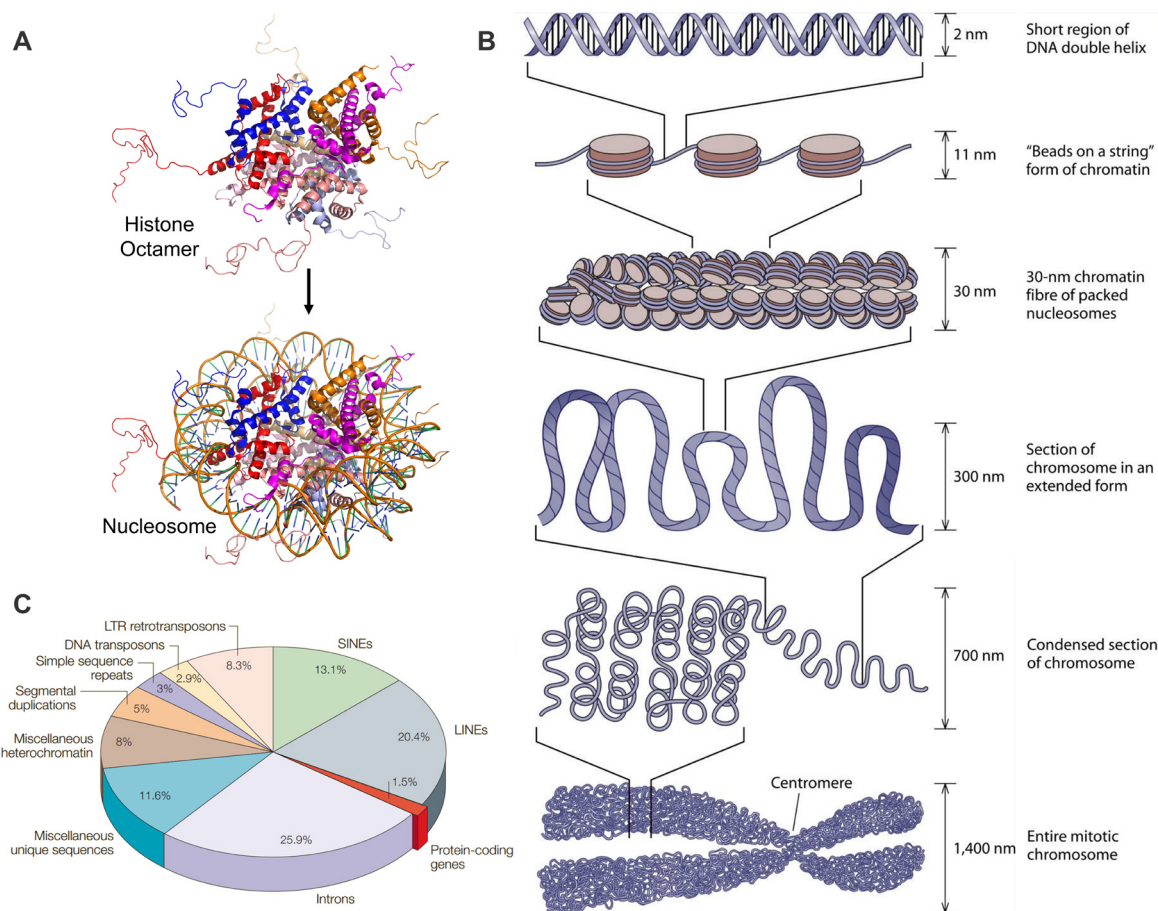 A
Histone
Octamer
Nucleosome
B
2 nm
Short region of
DNA double helix
11 nm
“Beads on a string”
form of chromatin
30 nm
30-nm chromatin
fibre of packed
nucleosomes
300 nm
Section of
chromosome in an
extended form
700 nm
Condensed section
of chromosome
Centromere
1,400 nm
Entire mitotic
chromosome
C
LTR retrotransposons
8.3%
DNA transposons
2.9%
Simple sequence
repeats
3%
Segmental
duplications
5%
Miscellaneous
heterochromatin
8%
Miscellaneous
unique sequences
11.6%
Introns
25.9%
Protein-coding
genes
1.5%
LINEs
20.4%
SINEs
13.1%